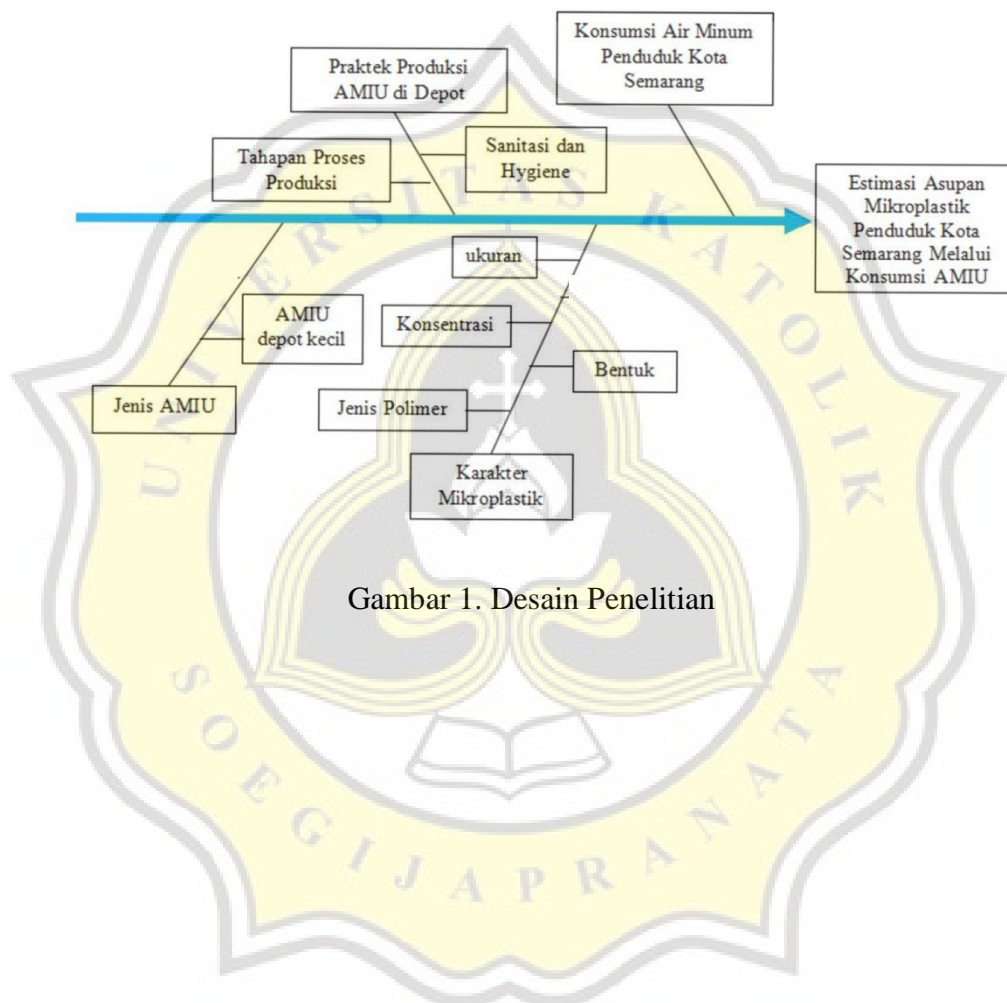 Konsumsi Air Minum
Penduduk Kota
Semarang
Praktek Produksi
AMIU di Depot
Sanitasi dan
Hygiene
Tahapan Proses
Produksi
Estimasi Asupan
Mikroplastik
Penduduk Kota
Semarang Melalui
Konsumsi AMIU
ukuran
AMIU
depot kecil
Konsentrasi
Bentuk
Jenis AMIU
Jenis Polimer
Karakter
Mikroplastik
Gambar 1. Desain Penelitian
UNIVERSITAS KATOLIK
SOEGIJAPRANATA